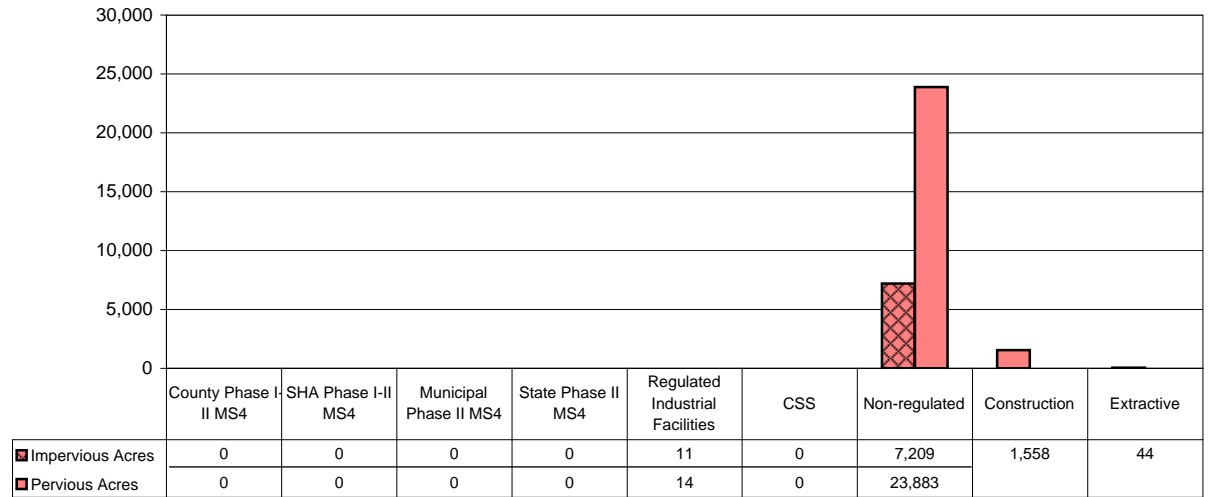 30,000
25,000
20,000
15,000
10,000
5,000
0
County Phase I-
II MS4
SHA Phase I-II
MS4
Municipal
Phase II MS4
State Phase II
MS4
Regulated
Industrial
Facilities
CSS
Non-regulated
Construction
Extractive
Impervious Acres 0 0 0 0 11 0 7,209 1,558 44
Pervious Acres 0 0 0 0 14 0 23,883